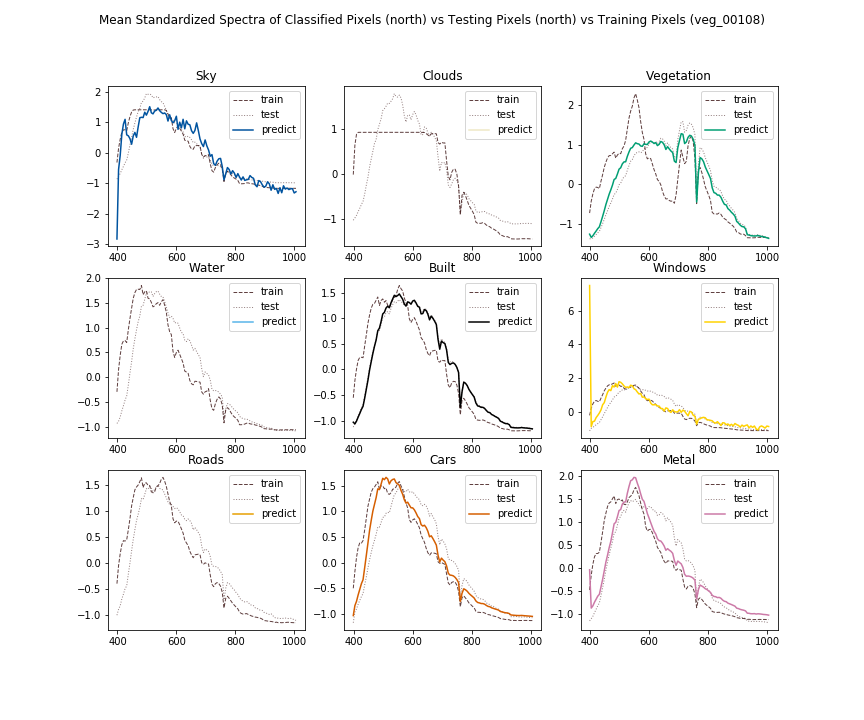 Mean Standardized Spectra of Classified Pixels (north) vs Testing Pixels (north) vs Training Pixels (veg_00108)
Sky
train
test
predict
2
1
0
−1
−2
−3
400 600 800 1000
Clouds
train
test
predict
1
0
−1
400 600 800 1000
Vegetation
train
test
predict
2
1
0
−1
400 600 800 1000
Water
train
test
predict
2.0
1.5
1.0
0.5
0.0
−0.5
−1.0
400 600 800 1000
Built
train
test
predict
1.5
1.0
0.5
0.0
−0.5
−1.0
400 600 800 1000
Windows
train
test
predict
6
4
2
0
400 600 800 1000
Roads
train
test
predict
1.5
1.0
0.5
0.0
−0.5
−1.0
400 600 800 1000
Cars
train
test
predict
1.5
1.0
0.5
0.0
−0.5
−1.0
400 600 800 1000
Metal
train
test
predict
2.0
1.5
1.0
0.5
0.0
−0.5
−1.0
400 600 800 1000